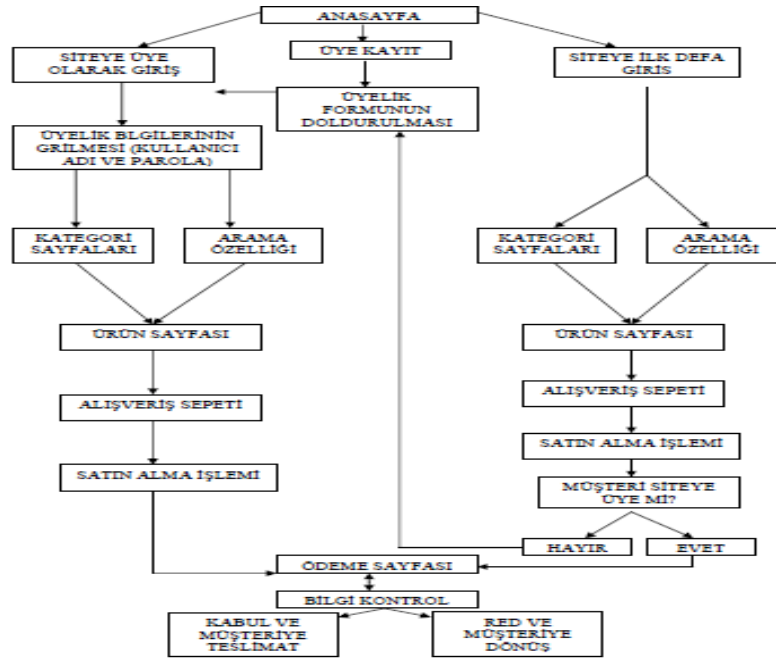 ANASAYFA
SİTEYE ÜYE
OLARAK GİRİŞ
ÜYE KAYIT
SİTEYE İLK DEFA
GİRİS
ÜYELİK
FORMUNUN
DOLDURULMASI
ÜYELİK BLGİLERİNİN
GRİLMESİ (KULLANICI
ADI VE PAROLA)
KATEGORİ
SAYFALARI
ARAMA
ÖZELLİĞİ
KATEGORİ
SAYFALARI
ARAMA
ÖZELLİĞİ
ÜRÜN SAYFASI
ÜRÜN SAYFASI
ALIŞVERİŞ SEPETİ
ALIŞVERİŞ SEPETİ
SATIN ALMA İŞLEMİ
SATIN ALMA İŞLEMİ
MÜŞTERİ SİTEYE
ÜYE Mİ?
HAYIR
EVET
ÖDEME SAYFASI
BİLGİ KONTROL
KABUL VE
MÜŞTERİYE
TESLİMAT
RED VE
MÜŞTERİYE
DÖNÜŞ